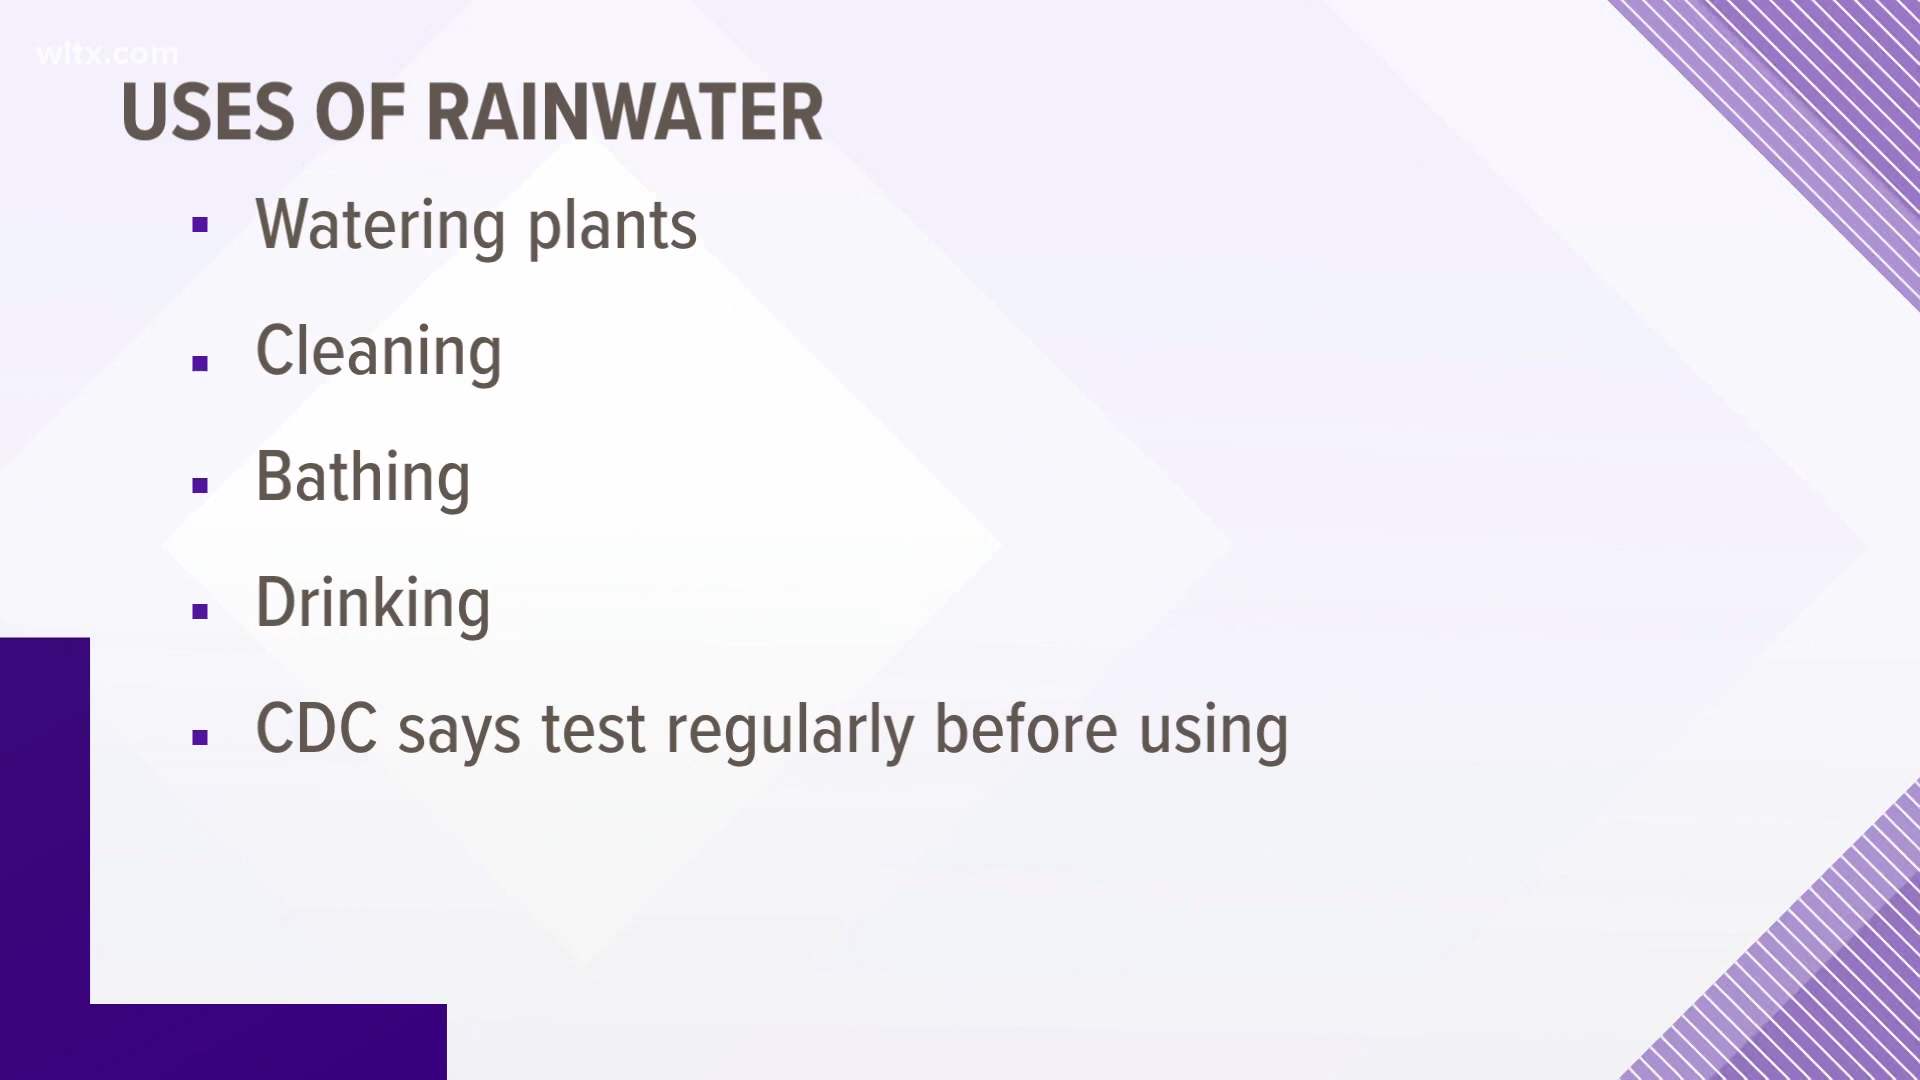 wltx.com
USES OF RAINWATER
Watering plants
Cleaning
Bathing
Drinking
CDC says test regularly before using